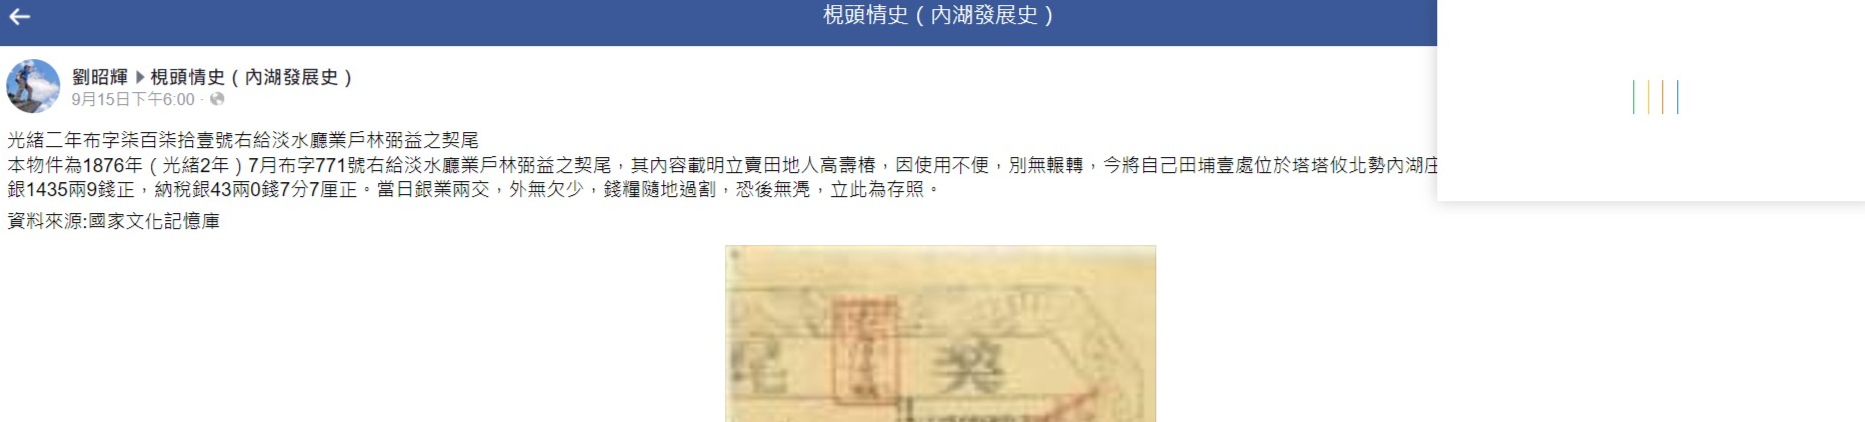 梘頭情史（內湖發展史）
劉昭輝 ▶ 梘頭情史（內湖發展史）
9月15日下午6:00 ·
光緒二年布字柒百柒拾壹號右給淡水廳業戶林弼益之契尾
本物件為1876年（光緒2年）7月布字771號右給淡水廳業戶林弼益之契尾，其內容載明立賣田地人高壽椿，因使用不便，別無輾轉，今將自己田埔壹處位於塔塔攸北勢內湖庄
銀1435兩9錢正，納稅銀43兩0錢7分7厘正。當日銀業兩交，外無欠少，錢糧隨地過割，恐後無凴，立此為存照。
資料來源:國家文化記憶庫
尾 契